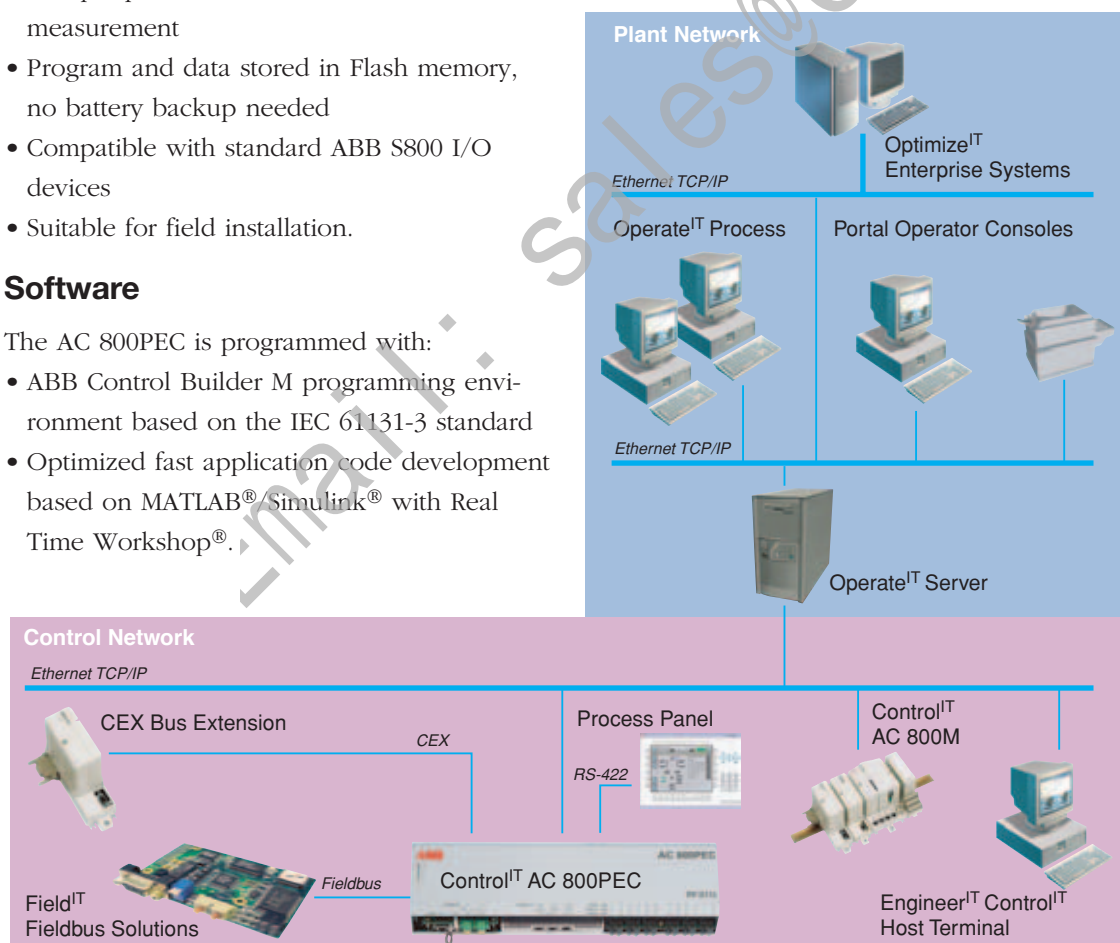 measurement
• Program and data stored in Flash memory,
no battery backup needed
• Compatible with standard ABB S800 I/O
devices
• Suitable for field installation.
Software
The AC 800PEC is programmed with:
• ABB Control Builder M programming envi-
ronment based on the IEC 61131-3 standard
• Optimized fast application code development
based on MATLAB®/Simulink® with Real
Time Workshop®.
Plant Network
Optimize^IT
Enterprise Systems
Ethernet TCP/IP
Operate^IT Process
Portal Operator Consoles
Ethernet TCP/IP
Operate^IT Server
Control Network
Ethernet TCP/IP
CEX Bus Extension
CEX
Process Panel
RS-422
Control^IT
AC 800M
Fieldbus
ABB
AC 800PEC
Control^IT AC 800PEC
Field^IT
Fieldbus Solutions
Engineer^IT Control^IT
Host Terminal
mail: sales@